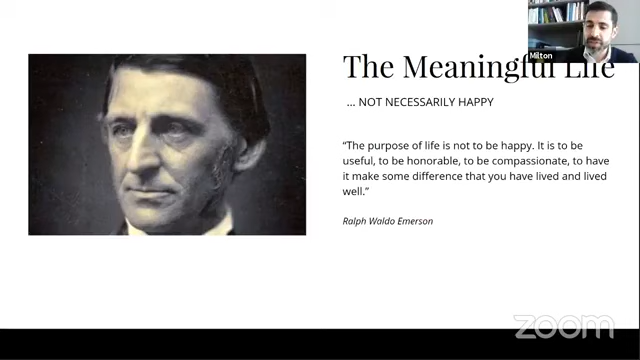 Milton
The Meaningful Life
... NOT NECESSARILY HAPPY
“The purpose of life is not to be happy. It is to be
useful, to be honorable, to be compassionate, to have
it make some difference that you have lived and lived
well.”
Ralph Waldo Emerson
zoom